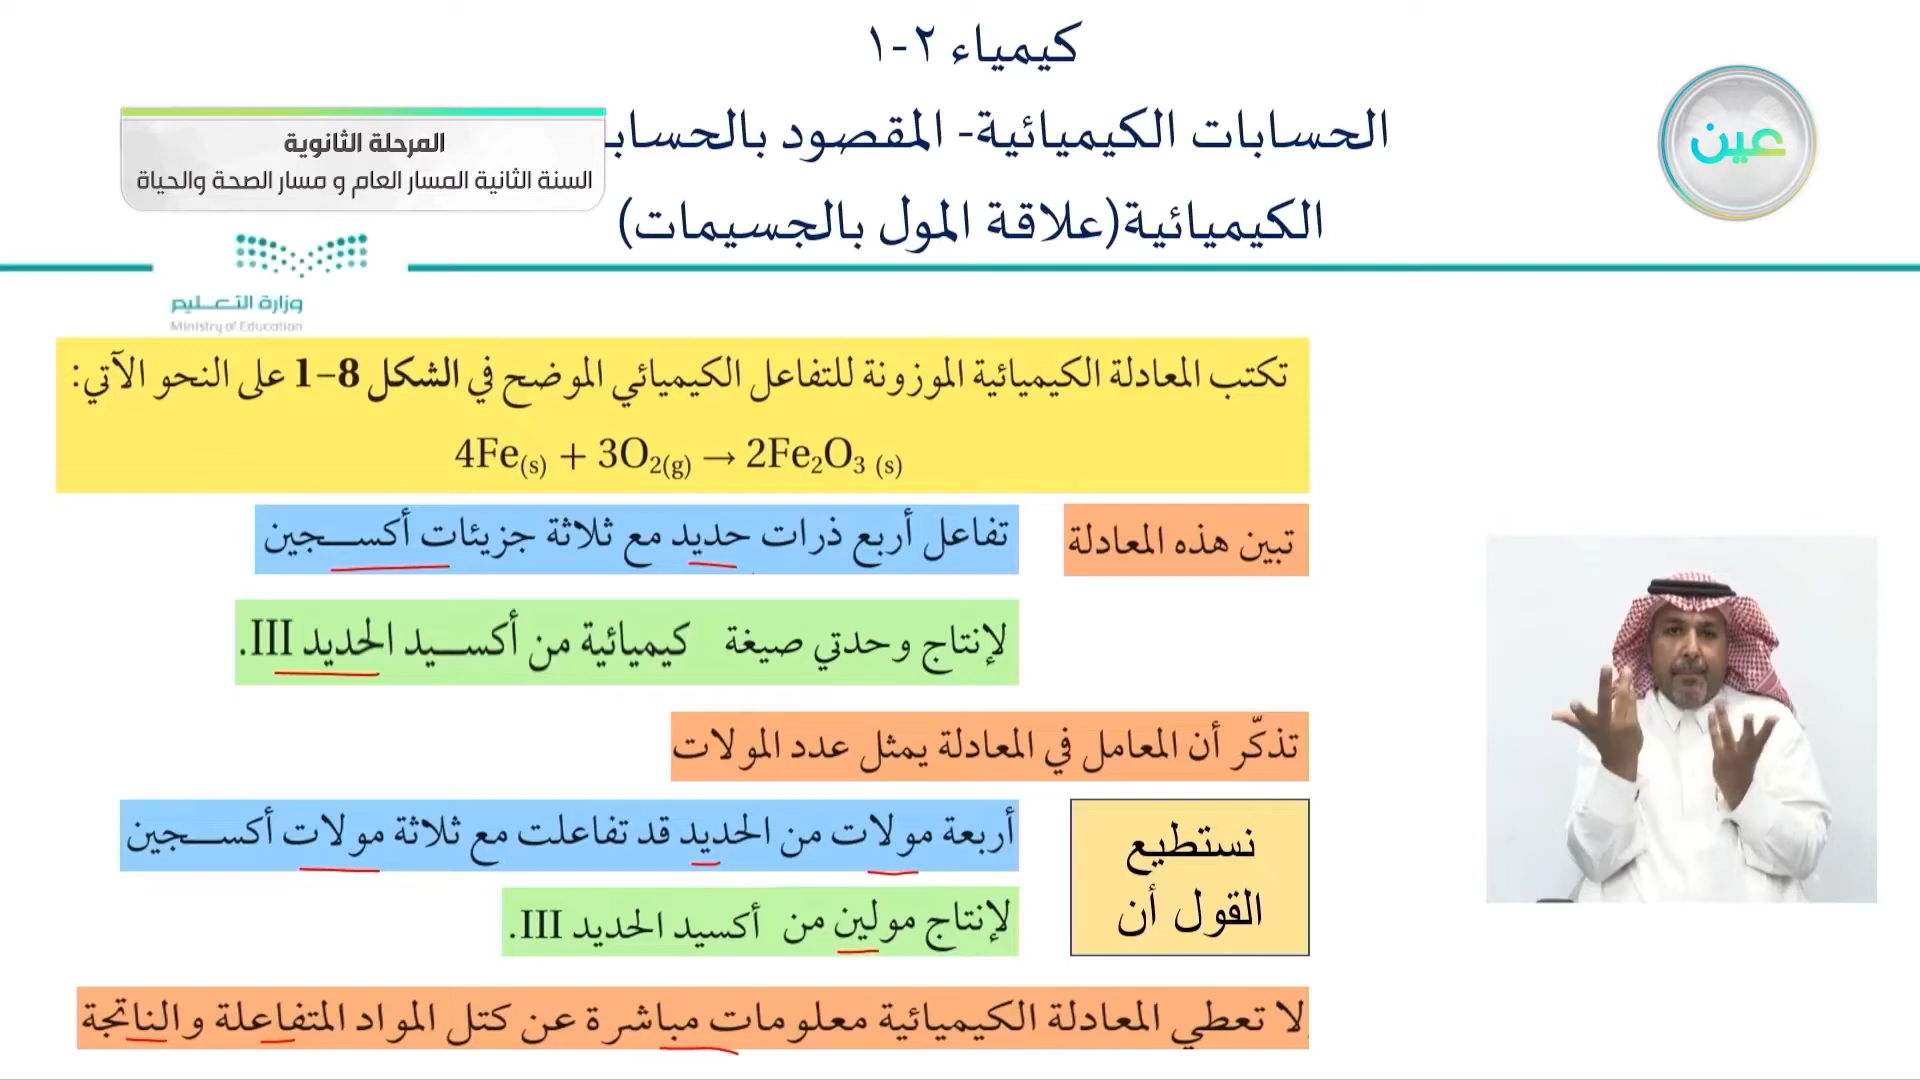 كيمياء ٢-١
الحسابات الكيميائية- المقصود بالحساب
الكيميائية(علاقة المول بالجسيمات)
عين
المرحلة الثانوية
السنة الثانية المسار العام و مسار الصحة والحياة
وزارة التعـــليم
Ministry of Education
تكتب المعادلة الكيميائية الموزونة للتفاعل الكيميائي الموضح في الشكل 8-1 على النحو الآتي:
4Fe(s) + 3O2(g) → 2Fe2O3 (s)
تبين هذه المعادلة
تفاعل أربع ذرات حديد مع ثلاثة جزيئات أكســجين
لإنتاج وحدتي صيغة كيميائية من أكســيد الحديد III.
تذكّر أن المعامل في المعادلة يمثل عدد المولات
نستطيع
القول أن
أربعة مولات من الحديد قد تفاعلت مع ثلاثة مولات أكســجين
لإنتاج مولين من أكسيد الحديد III.
لا تعطي المعادلة الكيميائية معلومات مباشرة عن كتل المواد المتفاعلة والناتجة